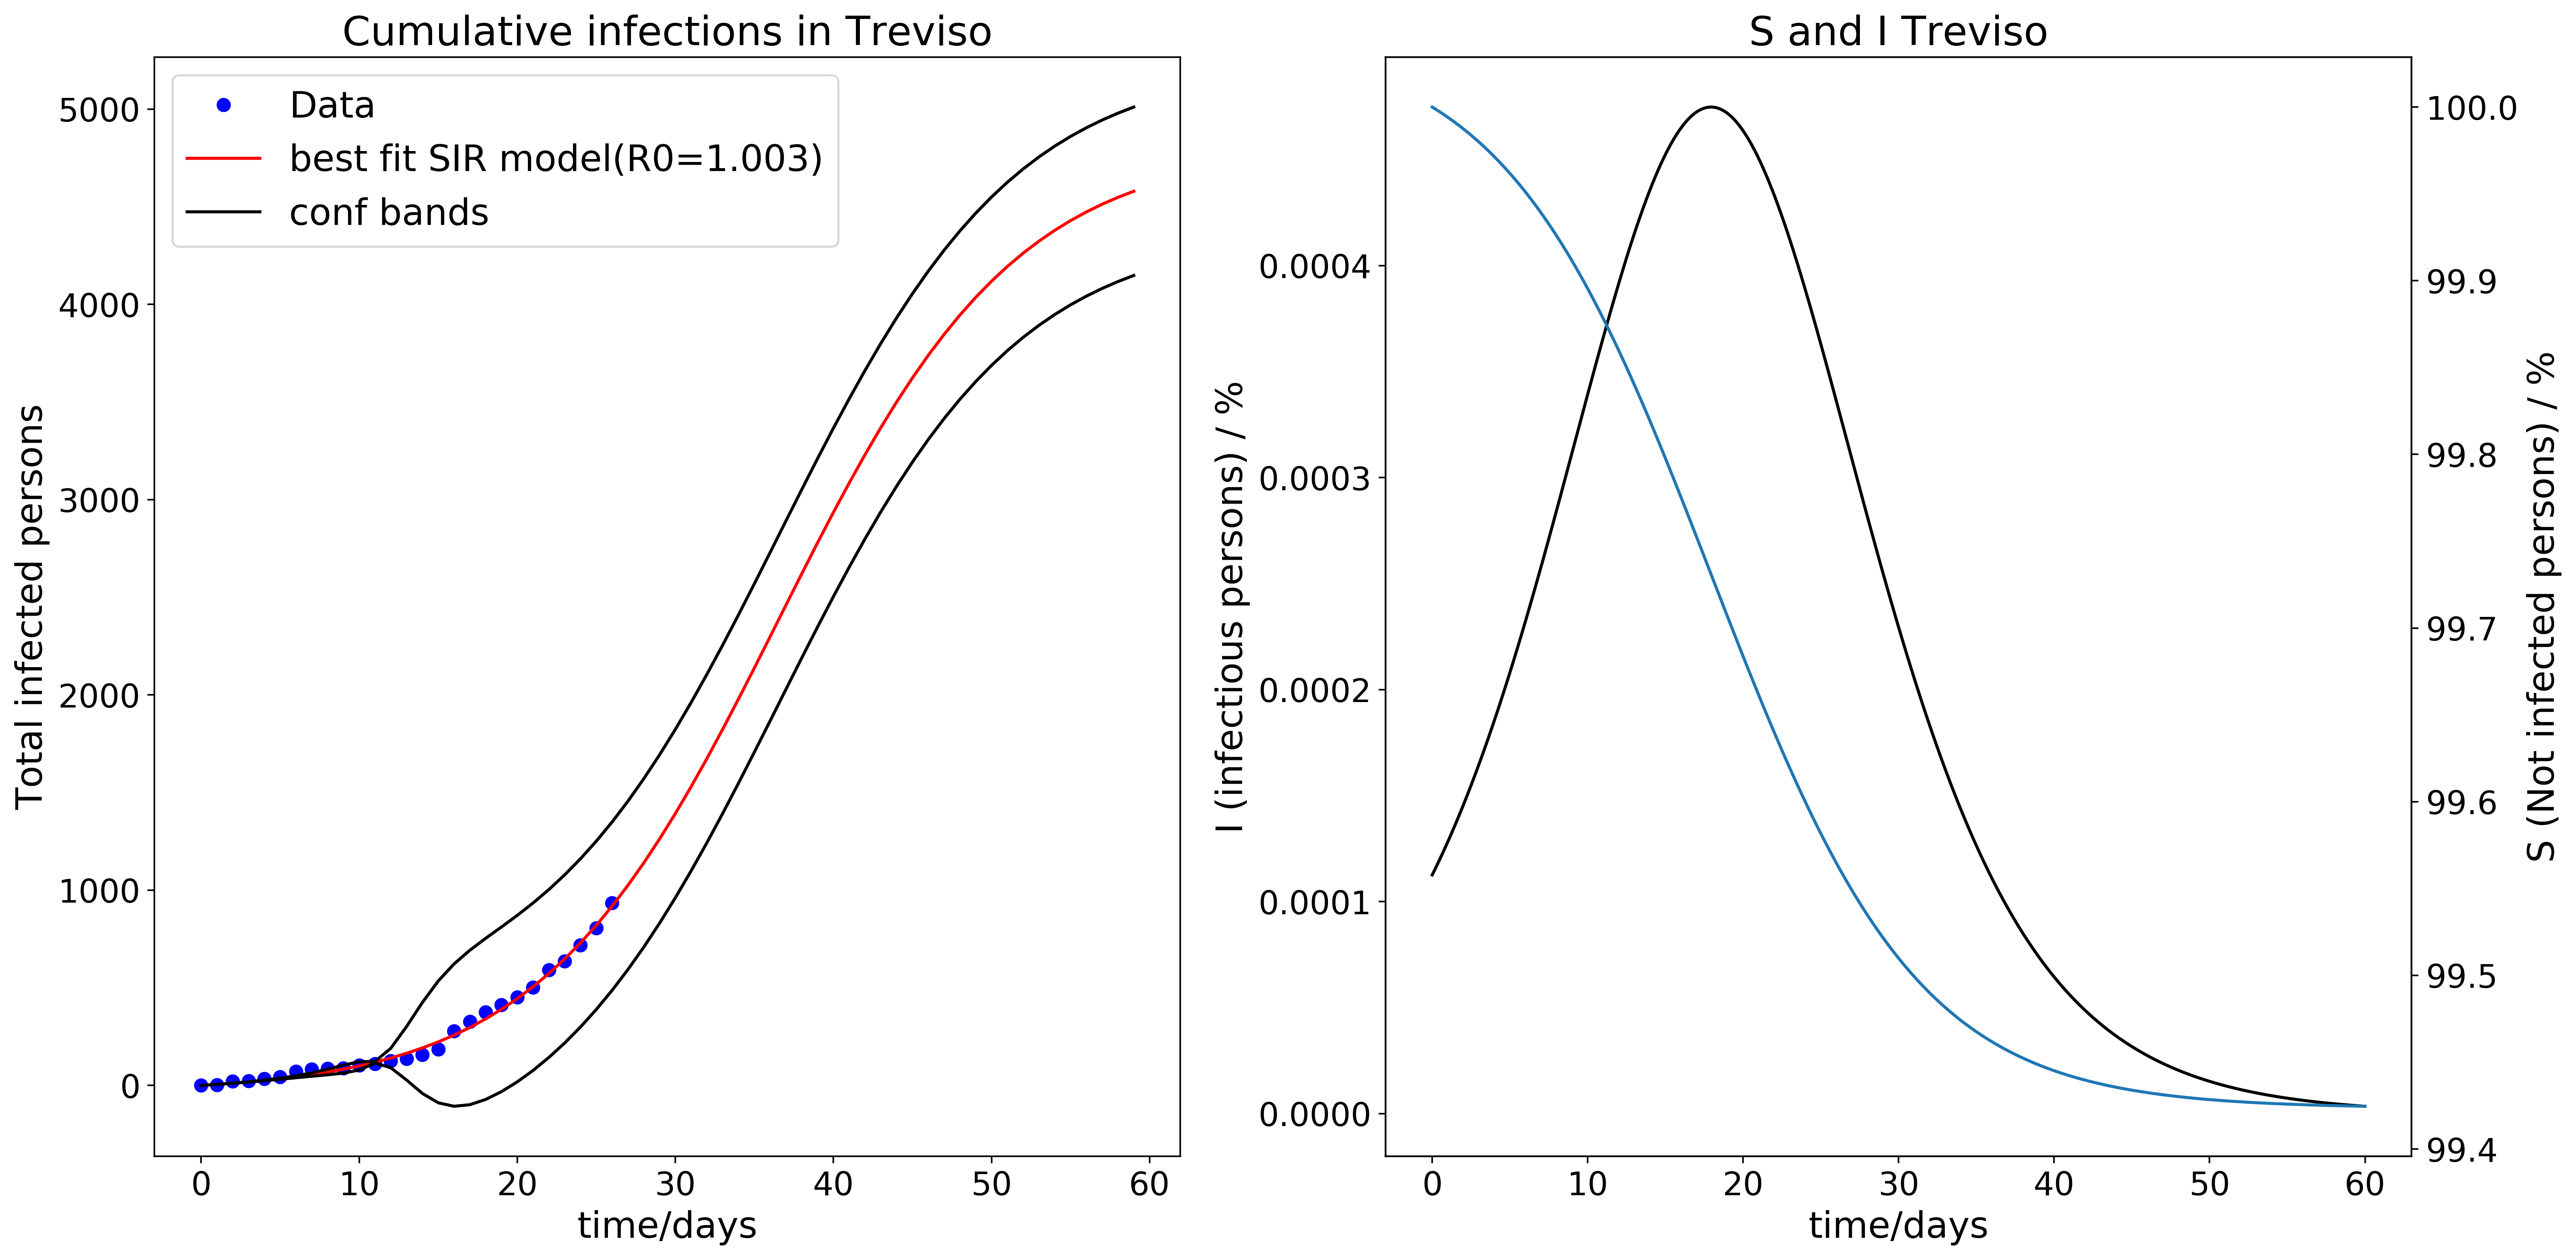 Cumulative infections in Treviso
Data
best fit SIR model(R0=1.003)
conf bands
Total infected persons
5000
4000
3000
2000
1000
0
0 10 20 30 40 50 60
time/days
S and I Treviso
I (infectious persons) / %
0.0004
0.0003
0.0002
0.0001
0.0000
100.0
99.9
99.8
99.7
99.6
99.5
99.4
S (Not infected persons) / %
0 10 20 30 40 50 60
time/days